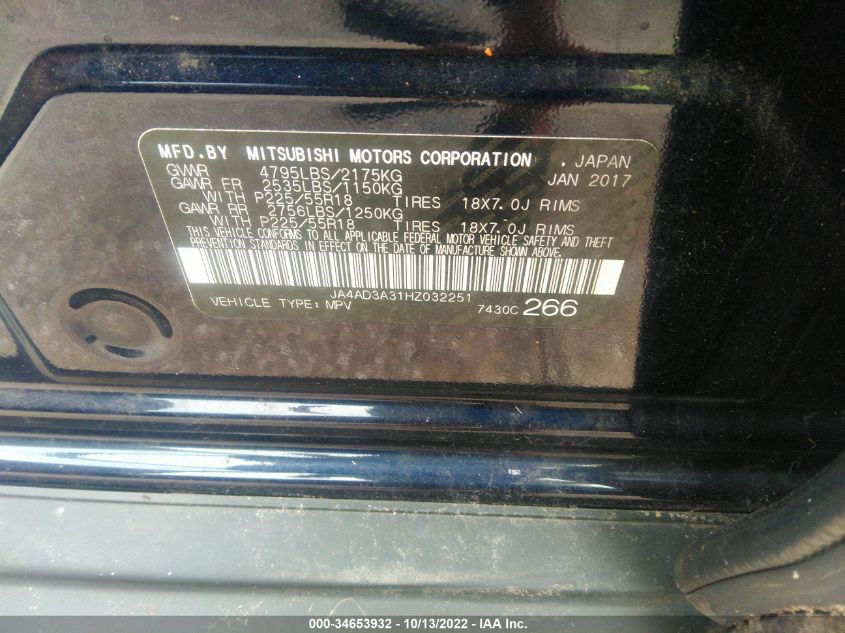 MFD.BY MITSUBISHI MOTORS CORPORATION , JAPAN
GVWR 4795LBS/2175KG JAN 2017
GAWR FR 2535LBS/1150KG
WITH P225/55R18 TIRES 18X7.0J RIMS
GAWR RR 2756LBS/1250KG
WITH P225/55R18 TIRES 18X7.0J RIMS
THIS VEHICLE CONFORMS TO ALL APPLICABLE FEDERAL MOTOR VEHICLE SAFETY AND THEFT
PREVENTION STANDARDS IN EFFECT ON THE DATE OF MANUFACTURE SHOWN ABOVE.
JA4AD3A31HZ032251
VEHICLE TYPE: MPV 7430C 266
000-34653932 - 10/13/2022 - IAA Inc.